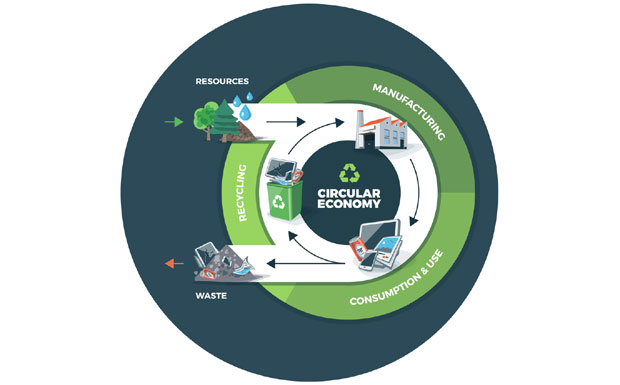 RESOURCES
MANUFACTURING
RECYCLING
CIRCULAR
ECONOMY
CONSUMPTION & USE
WASTE